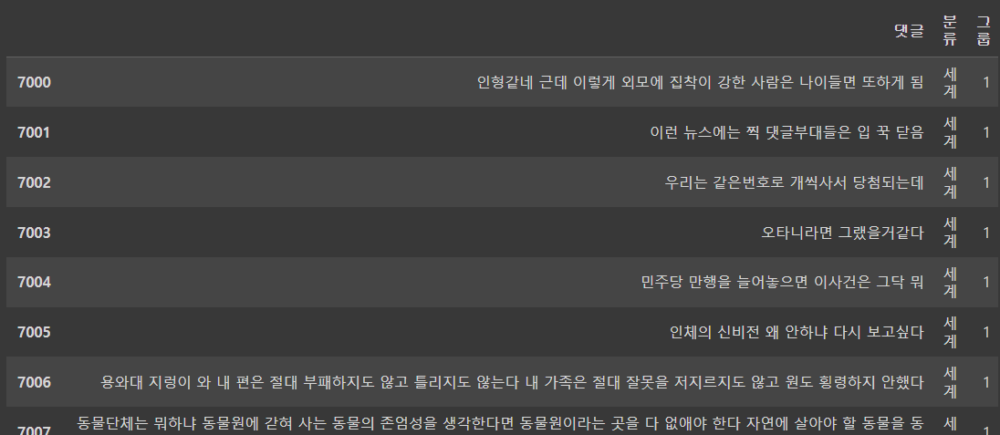 댓글 분류 그룹
7000 인형같네 근데 이렇게 외모에 집착이 강한 사람은 나이들면 또하게 됨 세계 1
7001 이런 뉴스에는 찍 댓글부대들은 입 꾹 닫음 세계 1
7002 우리는 같은번호로 개씩사서 당첨되는데 세계 1
7003 오타니라면 그랬을거같다 세계 1
7004 민주당 만행을 늘어놓으면 이사건은 그닥 뭐 세계 1
7005 인체의 신비전 왜 안하냐 다시 보고싶다 세계 1
7006 용와대 지렁이 와 내 편은 절대 부패하지도 않고 틀리지도 않는다 내 가족은 절대 잘못을 저지르지도 않고 원도 횡령하지 안했다 세계 1
7007 동물단체는 뭐하냐 동물원에 갇혀 사는 동물의 존엄성을 생각한다면 동물원이라는 곳을 다 없애야 한다 자연에 살아야 할 동물을 동 세 1